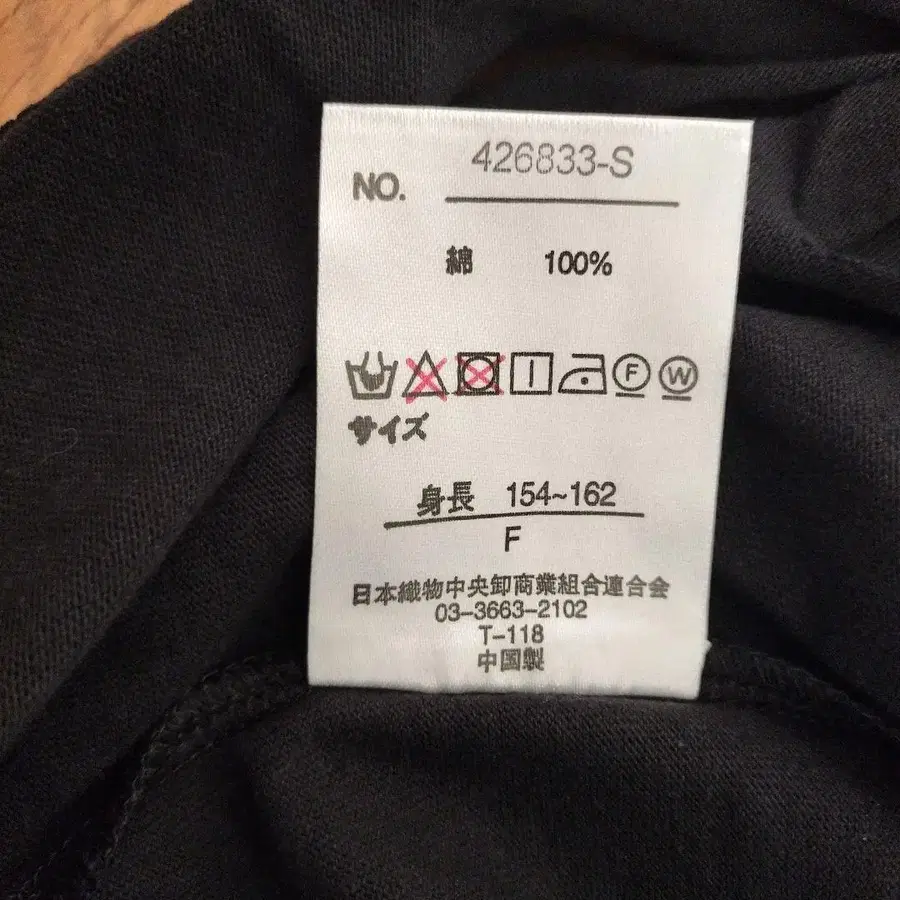 426833-S
NO.
綿 100%
F W
サイズ
身長 154~162
F
日本織物中央卸商業組合連合会
03-3663-2102
T-118
中国製